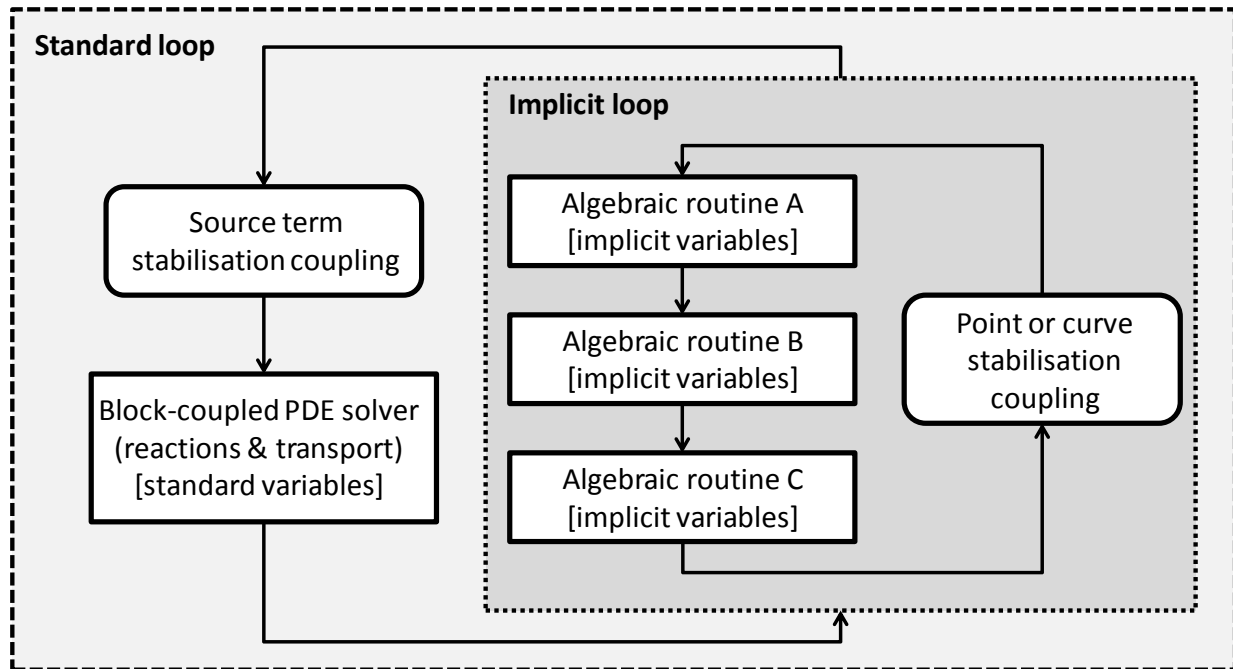 Standard loop
Source term
stabilisation coupling
Block-coupled PDE solver
(reactions & transport)
[standard variables]
Implicit loop
Algebraic routine A
[implicit variables]
Algebraic routine B
[implicit variables]
Algebraic routine C
[implicit variables]
Point or curve
stabilisation
coupling